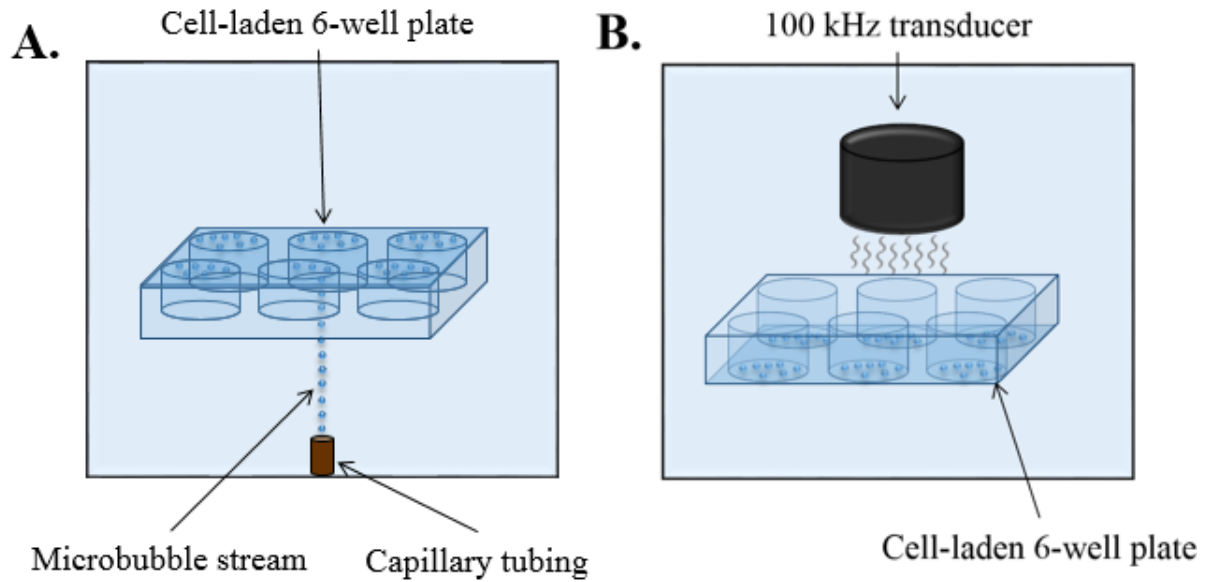 A.
Cell-laden 6-well plate
Microbubble stream
Capillary tubing
B.
100 kHz transducer
Cell-laden 6-well plate